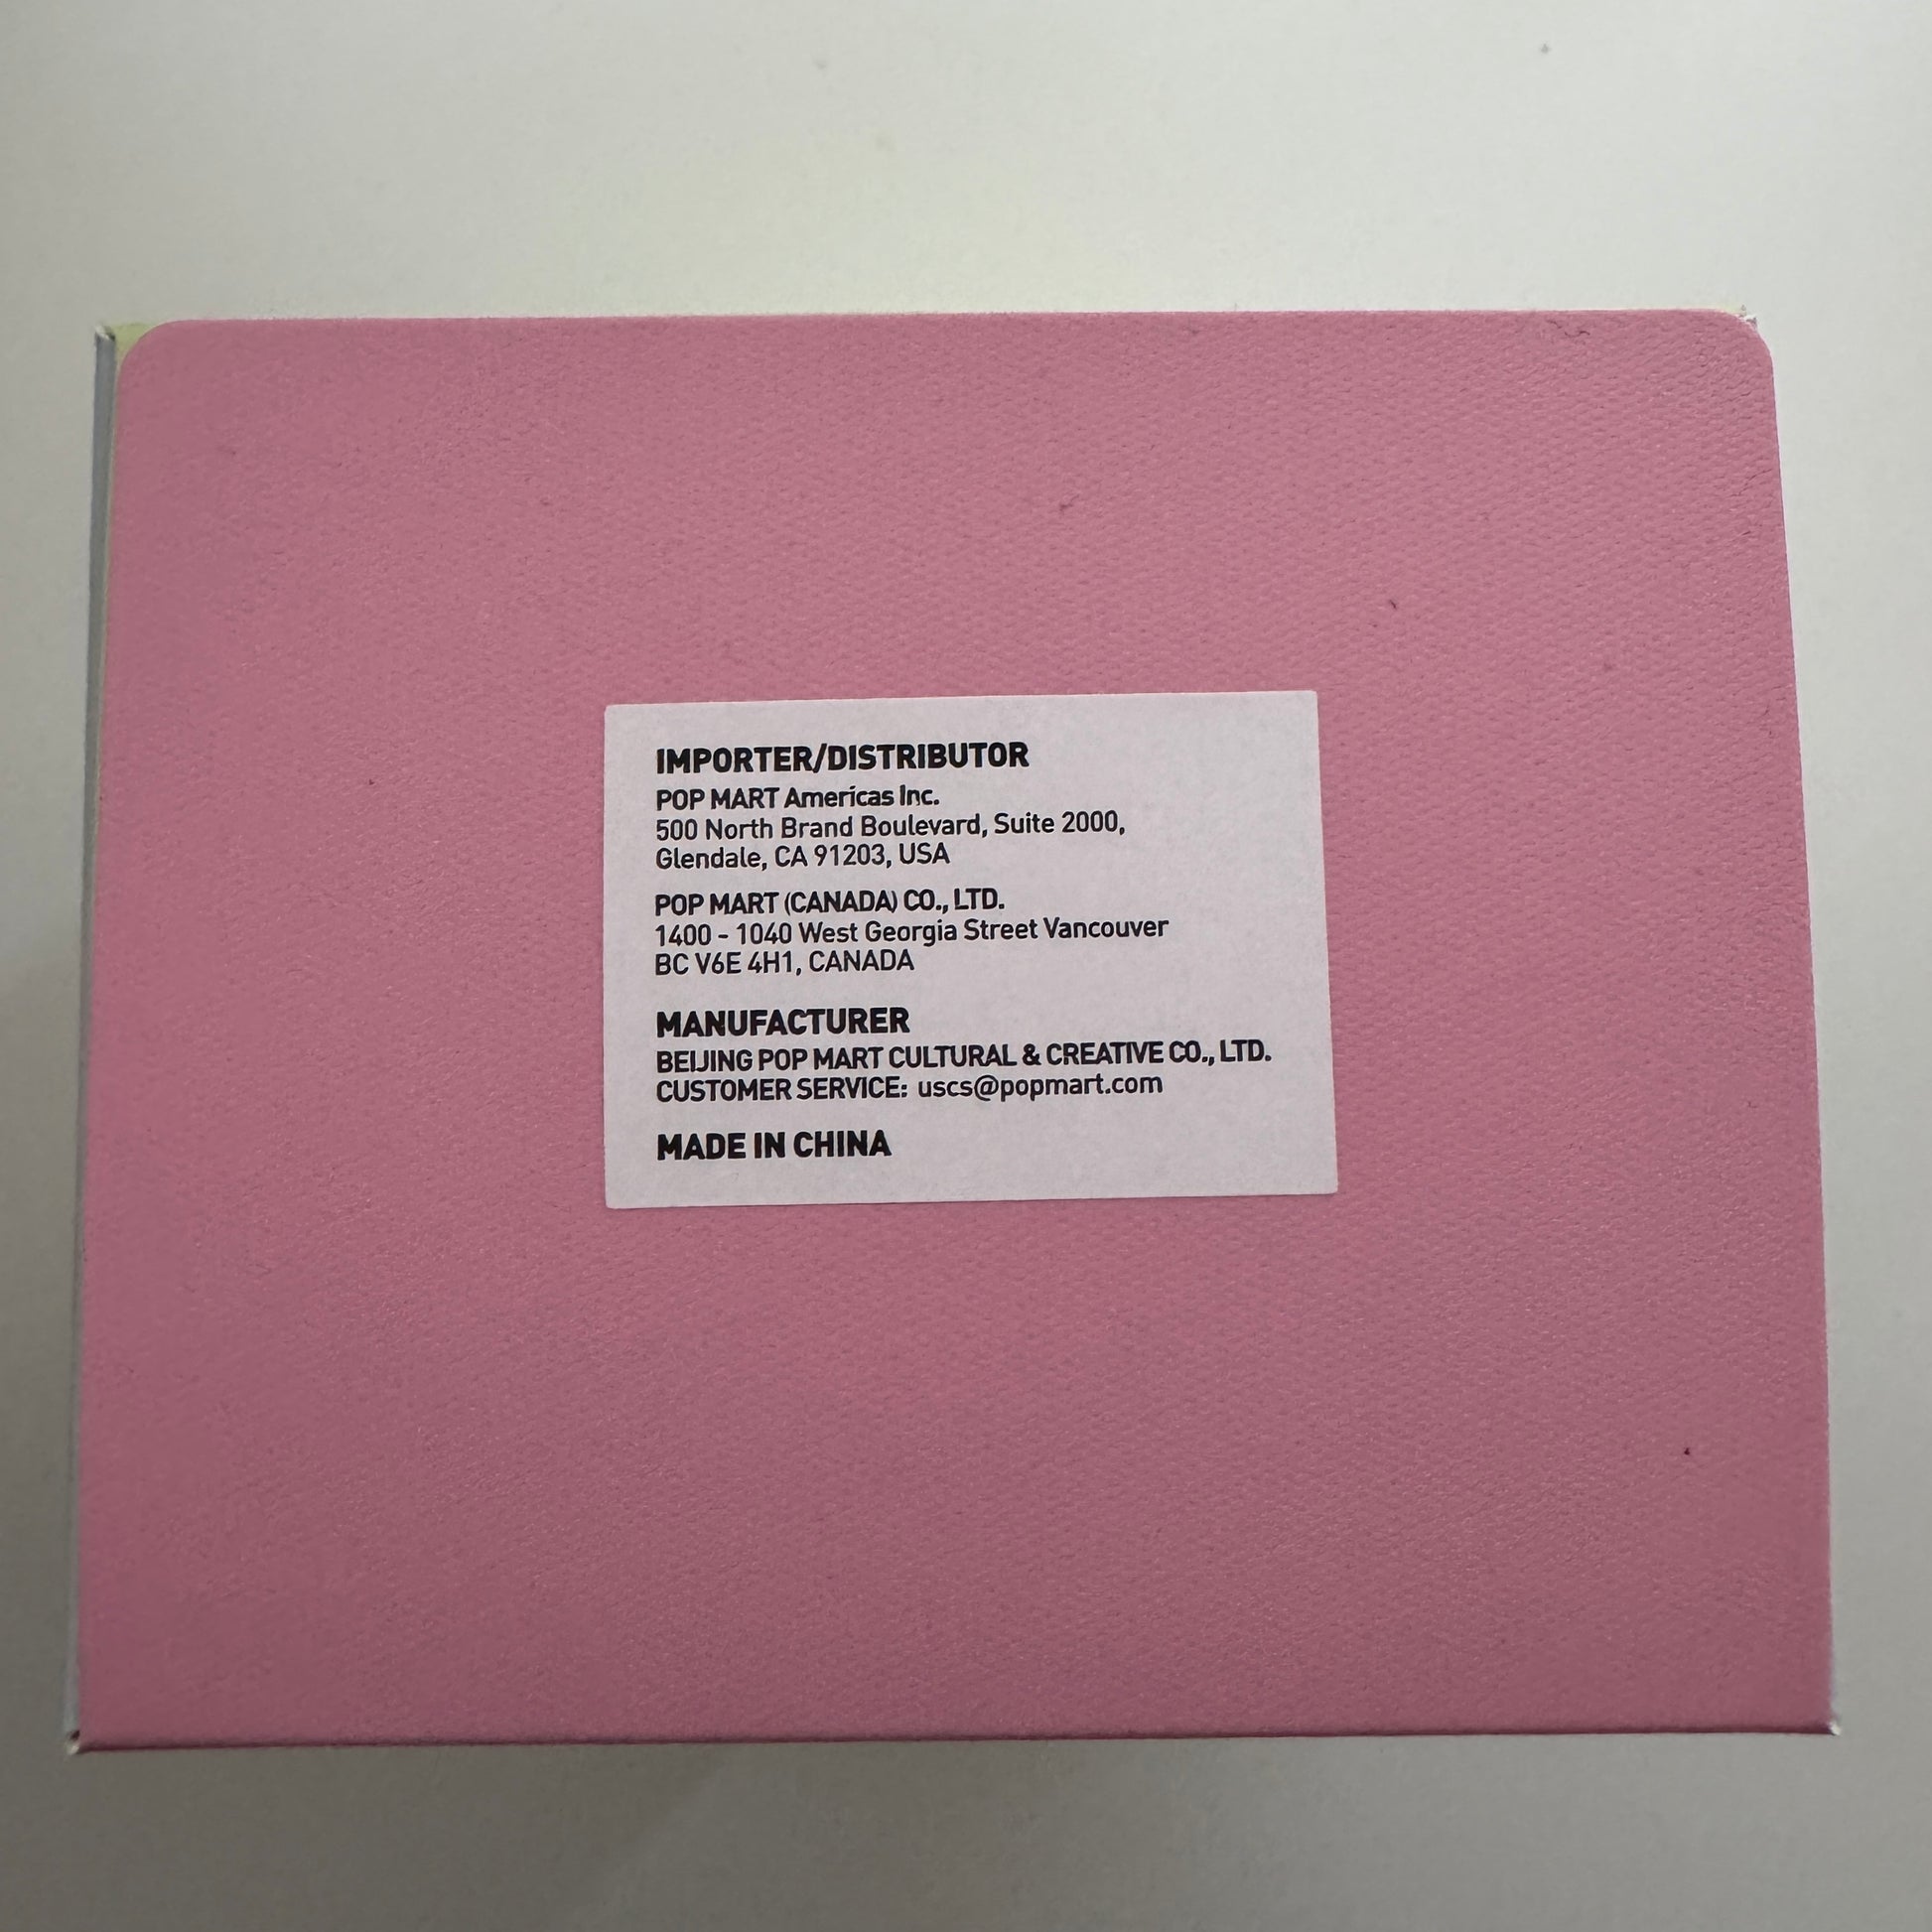 IMPORTER/DISTRIBUTOR
POP MART Americas Inc.
500 North Brand Boulevard, Suite 2000,
Glendale, CA 91203, USA
POP MART (CANADA) CO., LTD.
1400 - 1040 West Georgia Street Vancouver
BC V6E 4H1, CANADA
MANUFACTURER
BEIJING POP MART CULTURAL & CREATIVE CO., LTD.
CUSTOMER SERVICE: uscs@popmart.com
MADE IN CHINA